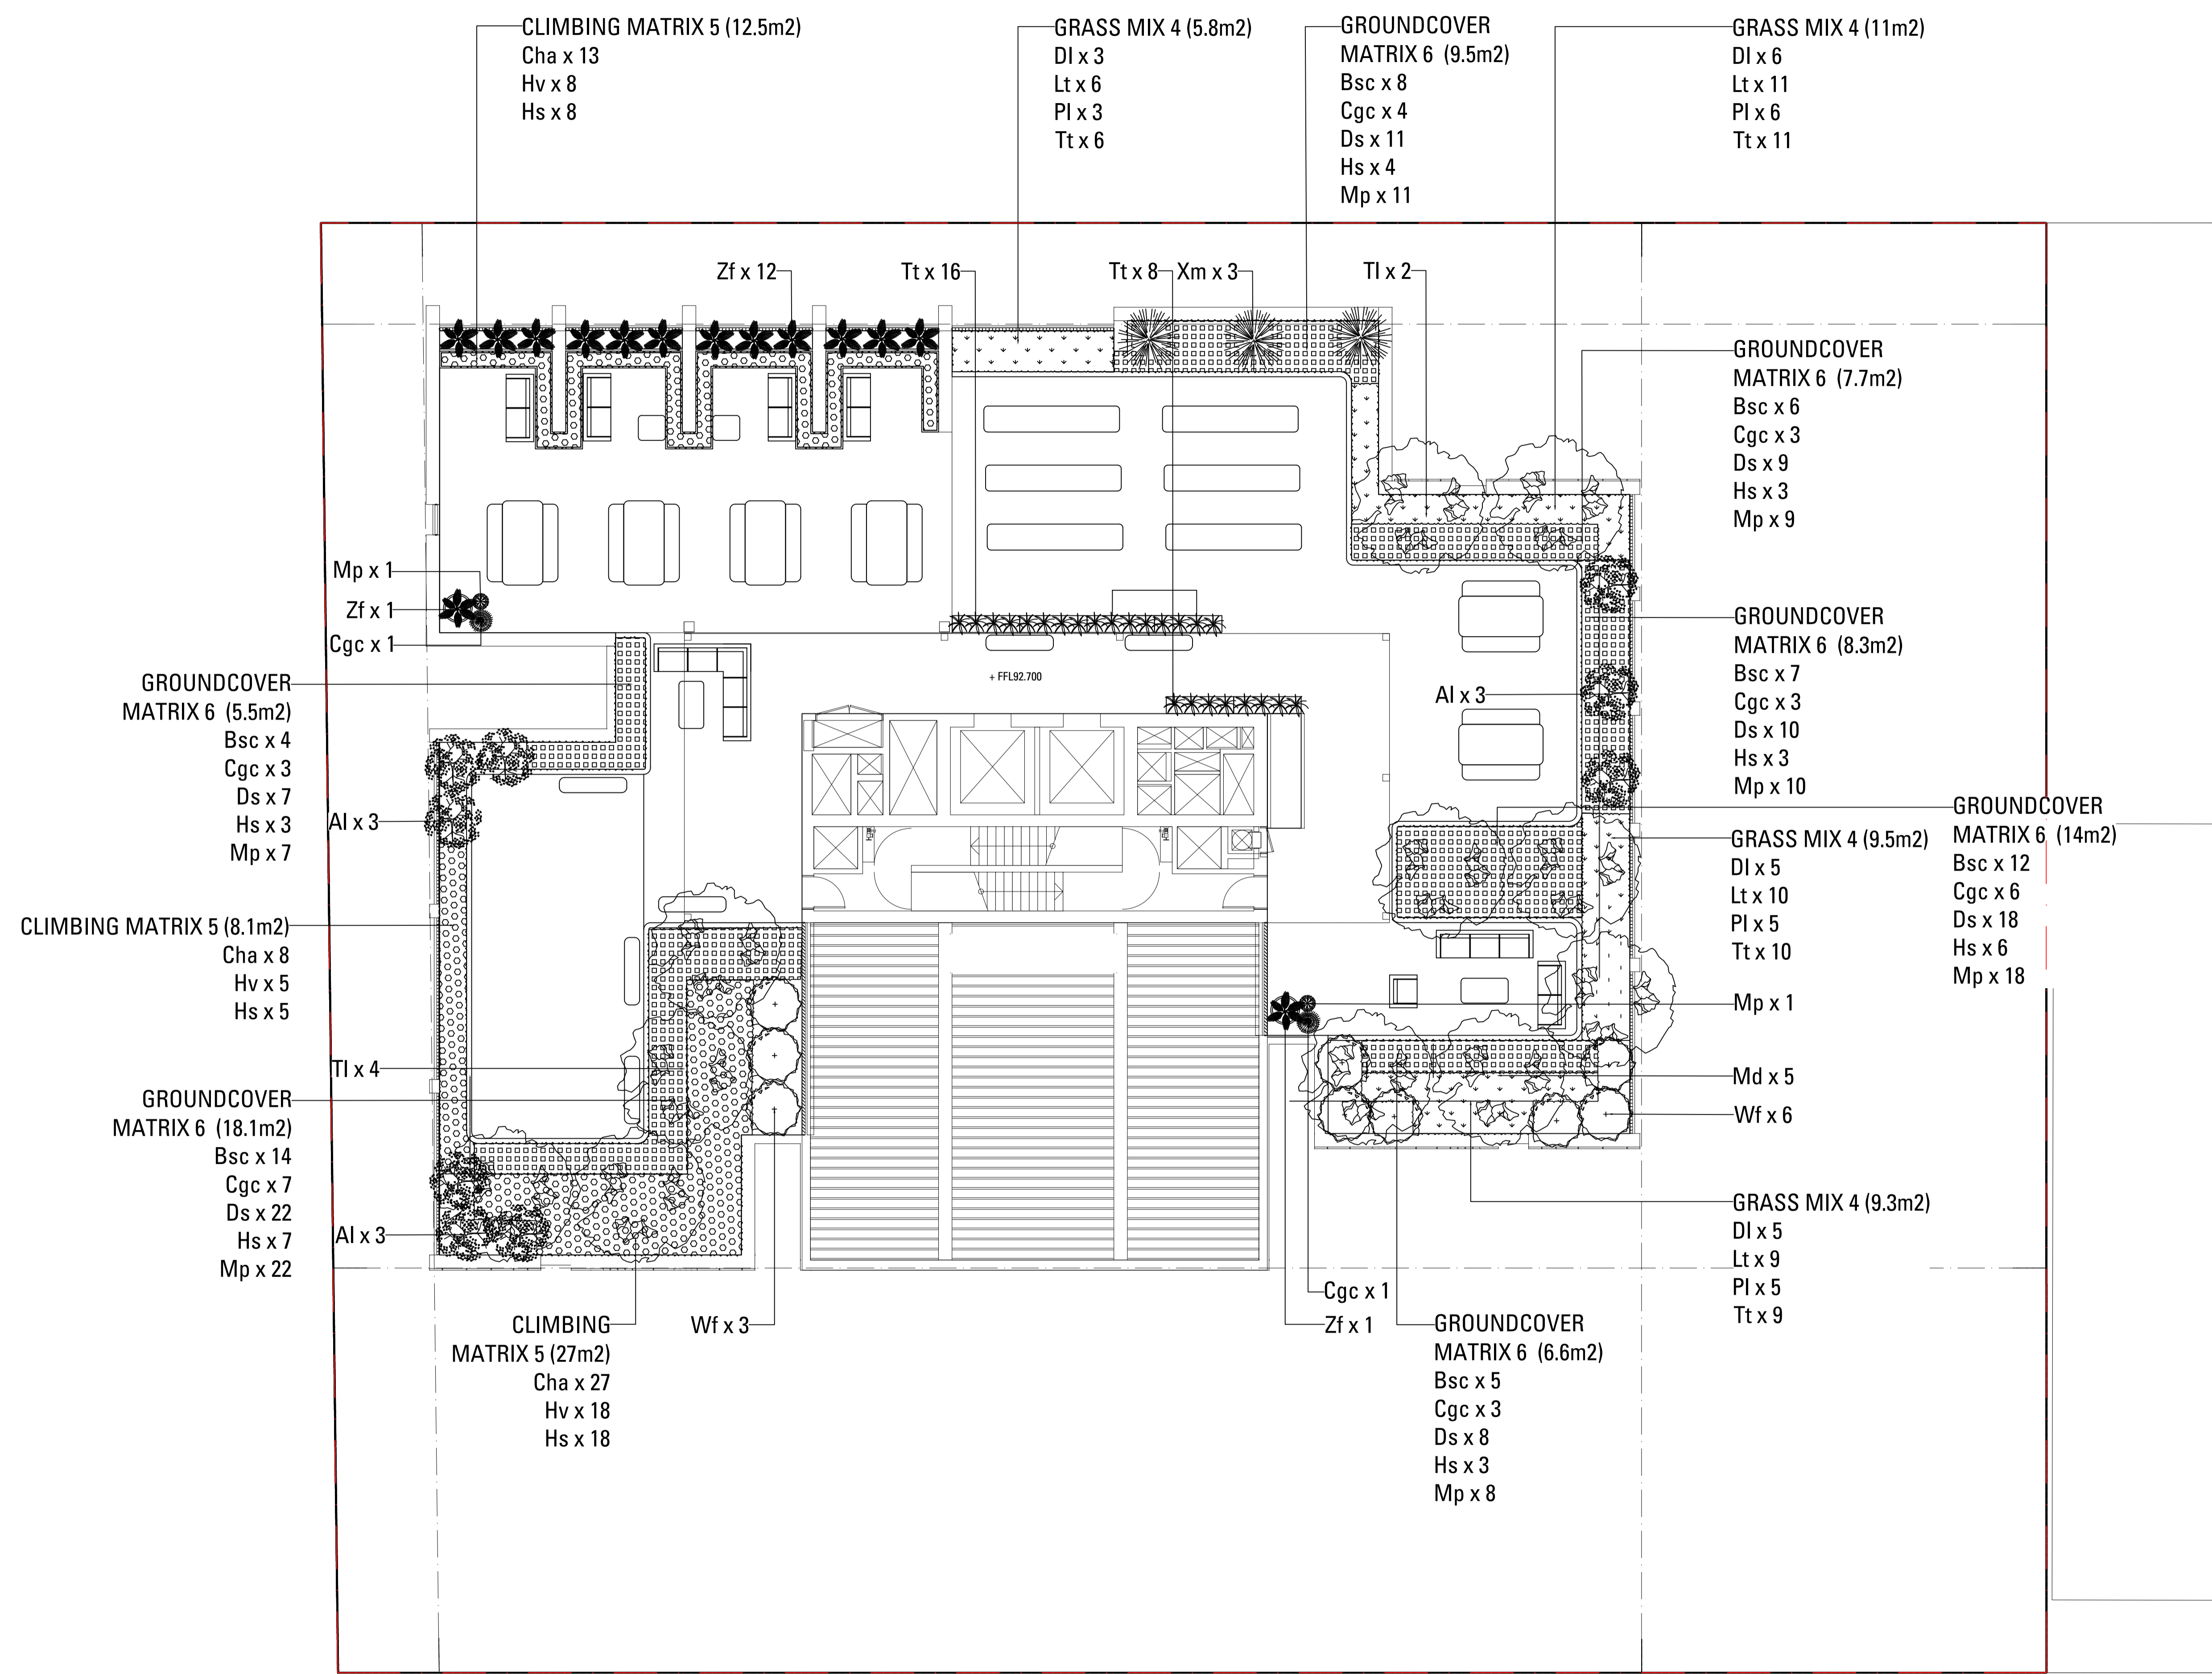 CLIMBING MATRIX 5 (12.5m2)
Cha x 13
Hv x 8
Hs x 8
GRASS MIX 4 (5.8m2)
Dl x 3
Lt x 6
Pl x 3
Tt x 6
GROUNDCOVER
MATRIX 6 (9.5m2)
Bsc x 8
Cgc x 4
Ds x 11
Hs x 4
Mp x 11
GRASS MIX 4 (11m2)
Dl x 6
Lt x 11
Pl x 6
Tt x 11
Zf x 12
Tt x 16
Tt x 8
Xm x 3
Tl x 2
GROUNDCOVER
MATRIX 6 (7.7m2)
Bsc x 6
Cgc x 3
Ds x 9
Hs x 3
Mp x 9
Mp x 1
Zf x 1
Cgc x 1
GROUNDCOVER
MATRIX 6 (5.5m2)
Bsc x 4
Cgc x 3
Ds x 7
Hs x 3
Mp x 7
+ FFL92.700
Al x 3
GROUNDCOVER
MATRIX 6 (8.3m2)
Bsc x 7
Cgc x 3
Ds x 10
Hs x 3
Mp x 10
Al x 3
GROUNDCOVER
MATRIX 6 (14m2)
Bsc x 12
Cgc x 6
Ds x 18
Hs x 6
Mp x 18
GRASS MIX 4 (9.5m2)
Dl x 5
Lt x 10
Pl x 5
Tt x 10
CLIMBING MATRIX 5 (8.1m2)
Cha x 8
Hv x 5
Hs x 5
Mp x 1
Tl x 4
Md x 5
Wf x 6
GROUNDCOVER
MATRIX 6 (18.1m2)
Bsc x 14
Cgc x 7
Ds x 22
Hs x 7
Mp x 22
Al x 3
GRASS MIX 4 (9.3m2)
Dl x 5
Lt x 9
Pl x 5
Tt x 9
CLIMBING
MATRIX 5 (27m2)
Cha x 27
Hv x 18
Hs x 18
Wf x 3
Cgc x 1
Zf x 1
GROUNDCOVER
MATRIX 6 (6.6m2)
Bsc x 5
Cgc x 3
Ds x 8
Hs x 3
Mp x 8